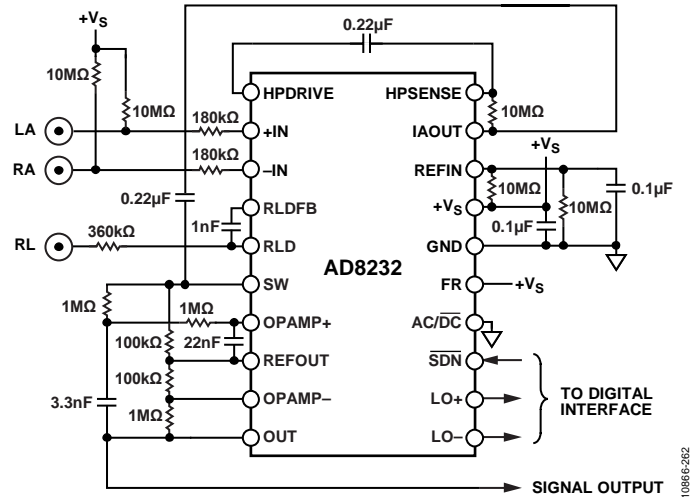 +VS
0.22µF
10MΩ
10MΩ
HPDRIVE
HPSENSE
10MΩ
LA
180kΩ
+IN
IAOUT
+VS
RA
180kΩ
–IN
REFIN
0.22µF
10MΩ
0.1µF
RLDFB
+VS
10MΩ
1nF
0.1µF
RL
360kΩ
RLD
GND
AD8232
SW
FR
+VS
1MΩ
1MΩ
OPAMP+
AC/DC
100kΩ
22nF
REFOUT
SDN
100kΩ
TO DIGITAL
INTERFACE
3.3nF
OPAMP–
LO+
1MΩ
OUT
LO–
SIGNAL OUTPUT
10866-262